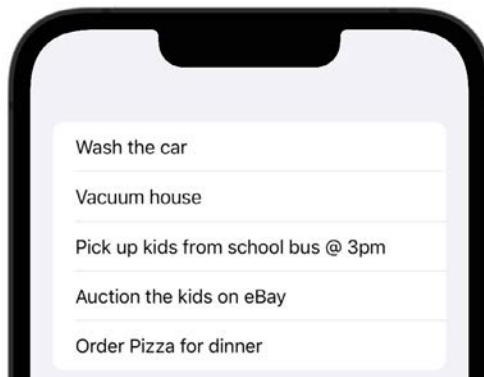 Wash the car
Vacuum house
Pick up kids from school bus @ 3pm
Auction the kids on eBay
Order Pizza for dinner